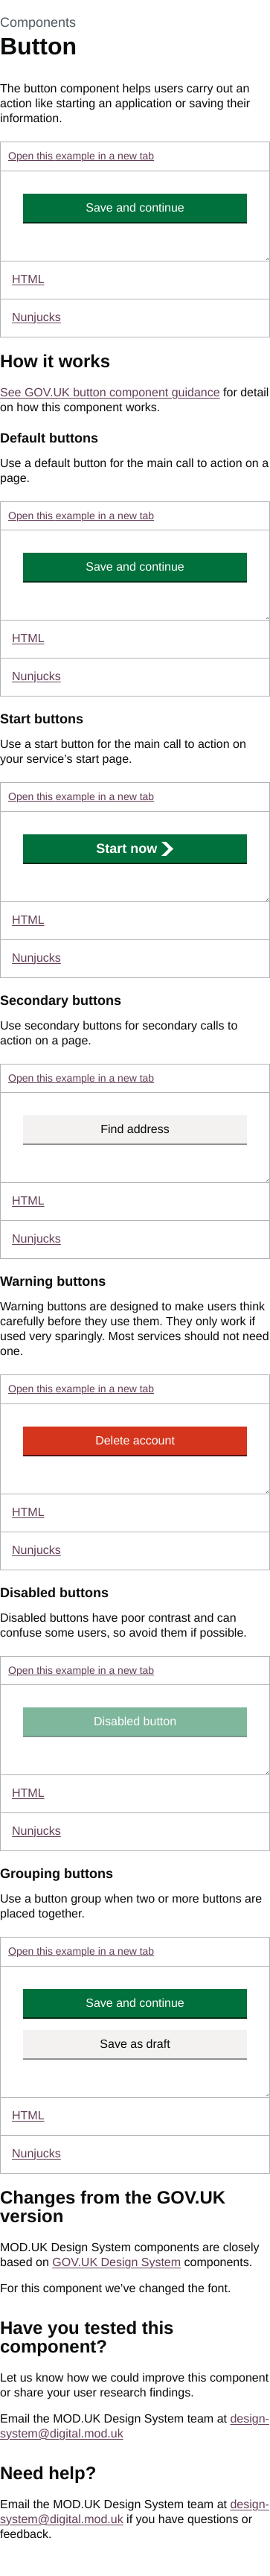 Components
Button
The button component helps users carry out an
action like starting an application or saving their
information.
Open this example in a new tab
Save and continue
HTML
Nunjucks
How it works
See GOV.UK button component guidance for detail
on how this component works.
Default buttons
Use a default button for the main call to action on a
page.
Open this example in a new tab
Save and continue
HTML
Nunjucks
Start buttons
Use a start button for the main call to action on
your service’s start page.
Open this example in a new tab
Start now
HTML
Nunjucks
Secondary buttons
Use secondary buttons for secondary calls to
action on a page.
Open this example in a new tab
Find address
HTML
Nunjucks
Warning buttons
Warning buttons are designed to make users think
carefully before they use them. They only work if
used very sparingly. Most services should not need
one.
Open this example in a new tab
Delete account
HTML
Nunjucks
Disabled buttons
Disabled buttons have poor contrast and can
confuse some users, so avoid them if possible.
Open this example in a new tab
Disabled button
HTML
Nunjucks
Grouping buttons
Use a button group when two or more buttons are
placed together.
Open this example in a new tab
Save and continue
Save as draft
HTML
Nunjucks
Changes from the GOV.UK
version
MOD.UK Design System components are closely
based on GOV.UK Design System components.
For this component we’ve changed the font.
Have you tested this
component?
Let us know how we could improve this component
or share your user research findings.
Email the MOD.UK Design System team at design-
system@digital.mod.uk
Need help?
Email the MOD.UK Design System team at design-
system@digital.mod.uk if you have questions or
feedback.